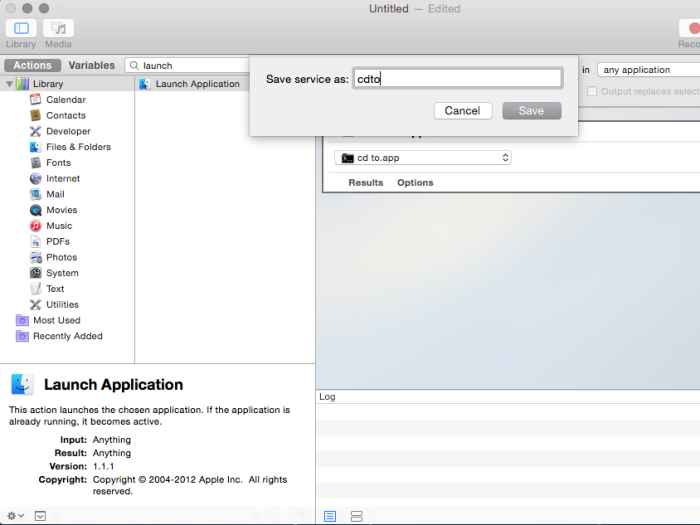 Untitled — Edited
Library Media Reco
Actions Variables launch
Save service as: cdto
in any application
Output replaces select
Cancel Save
Library
Calendar
Contacts
Developer
Files & Folders
Fonts
Internet
Mail
Movies
Music
PDFs
Photos
System
Text
Utilities
Most Used
Recently Added
Launch Application
cd to.app
Results Options
Launch Application
This action launches the chosen application. If the application is
already running, it becomes active.
Input: Anything
Result: Anything
Version: 1.1.1
Copyright: Copyright © 2004-2012 Apple Inc. All rights
reserved.
Log